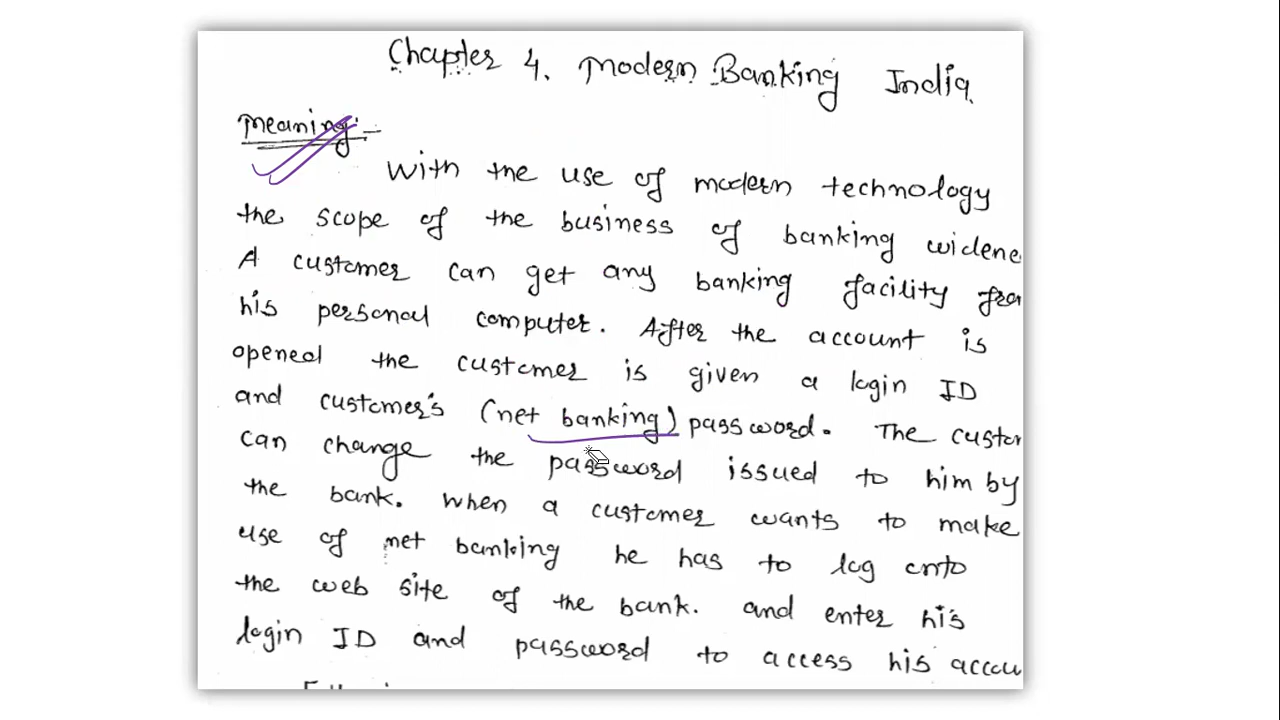 Chapter 4. Modern Banking India
Meaning:-
With the use of modern technology
the scope of the business of banking widene
A customer can get any banking facility from
his personal computer. After the account is
opened the customer is given a login ID
and customer's (net banking) password. The custom
can change the password issued to him by
the bank. When a customer wants to make
use of net banking he has to log onto
the web site of the bank. and enter his
login ID and password to access his accou